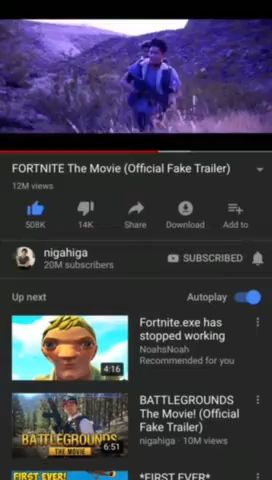 FORTNITE The Movie (Official Fake Trailer)
12M views
508K
14K
Share
Download
Add to
nigahiga
20M subscribers
SUBSCRIBED
Up next
Autoplay
Fortnite.exe has
stopped working
NoahsNoah
Recommended for you
4:16
BATTLEGROUNDS
The Movie! (Official
Fake Trailer)
nigahiga · 10M views
BATTLEGROUNDS
THE MOVIE
6:51
FIRST EVER!
*FIRST EVER*